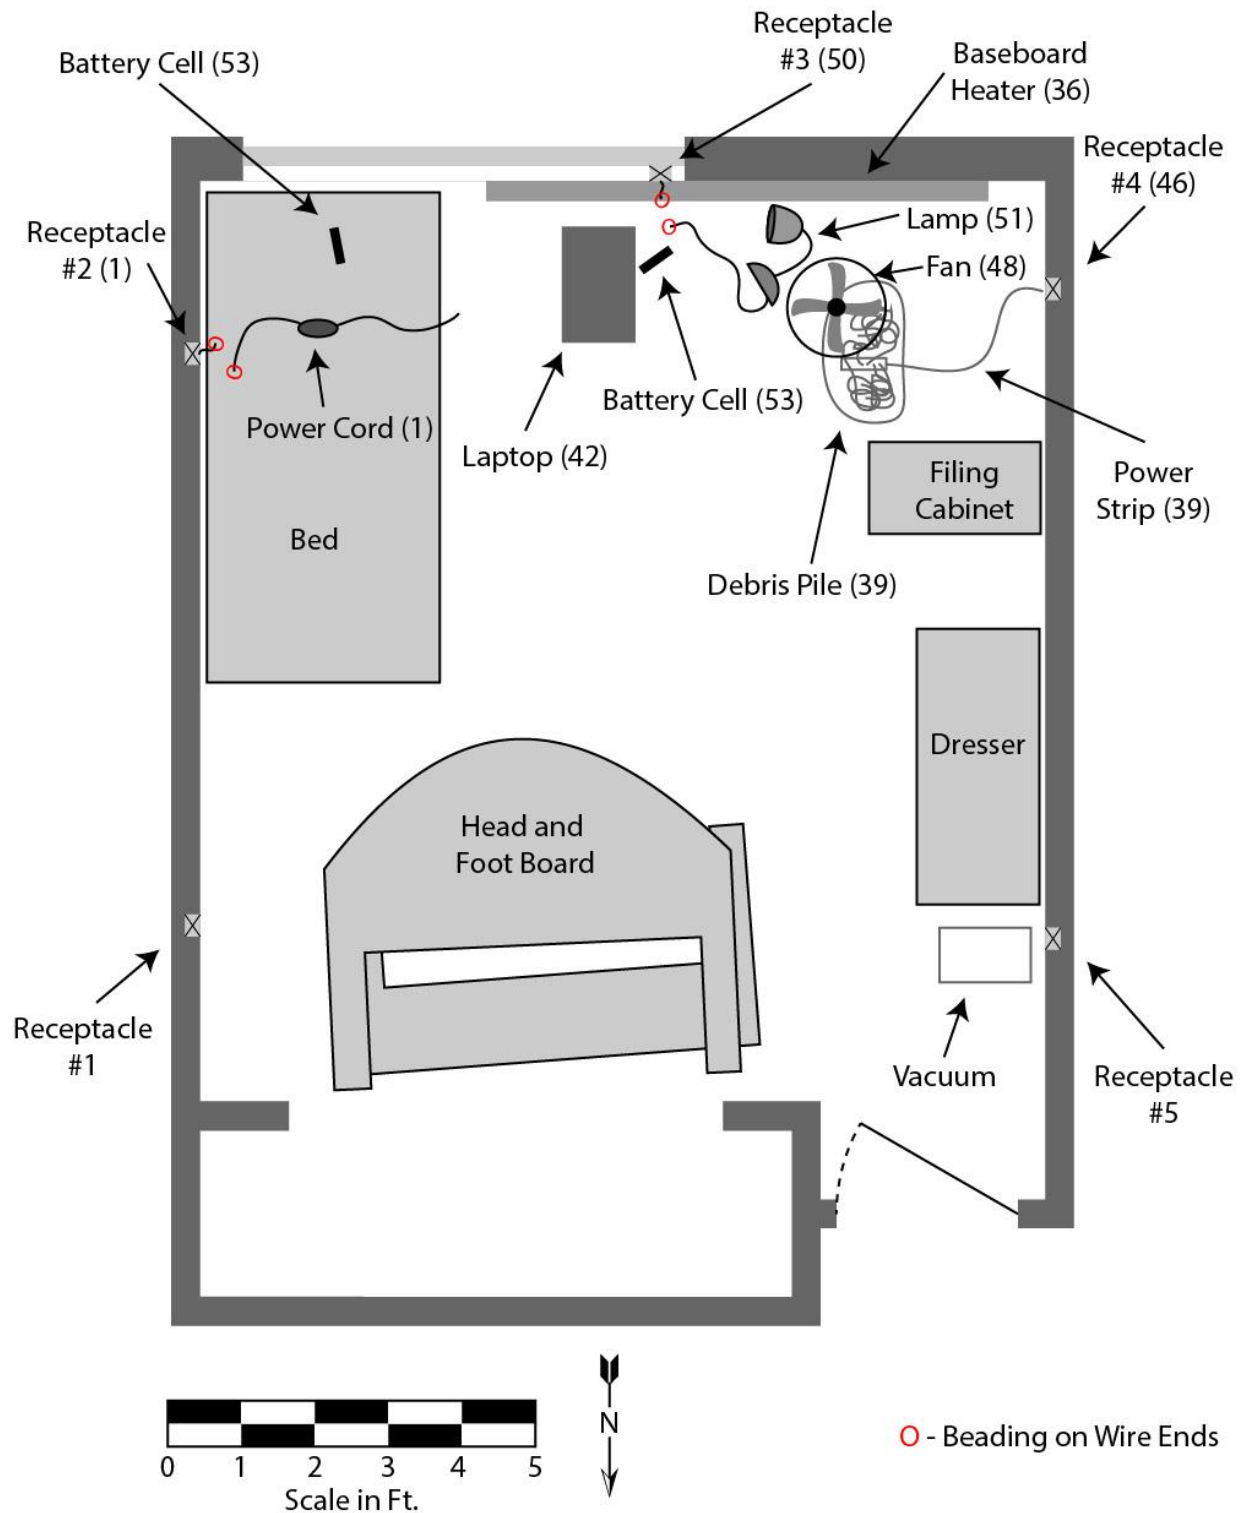 Receptacle
#3 (50)
Baseboard
Heater (36)
Battery Cell (53)
Receptacle
#4 (46)
Receptacle
#2 (1)
Lamp (51)
Fan (48)
Battery Cell (53)
Power Cord (1)
Laptop (42)
Filing
Cabinet
Power
Strip (39)
Bed
Debris Pile (39)
Dresser
Head and
Foot Board
Receptacle
#1
Vacuum
Receptacle
#5
N
0 1 2 3 4 5
Scale in Ft.
O - Beading on Wire Ends